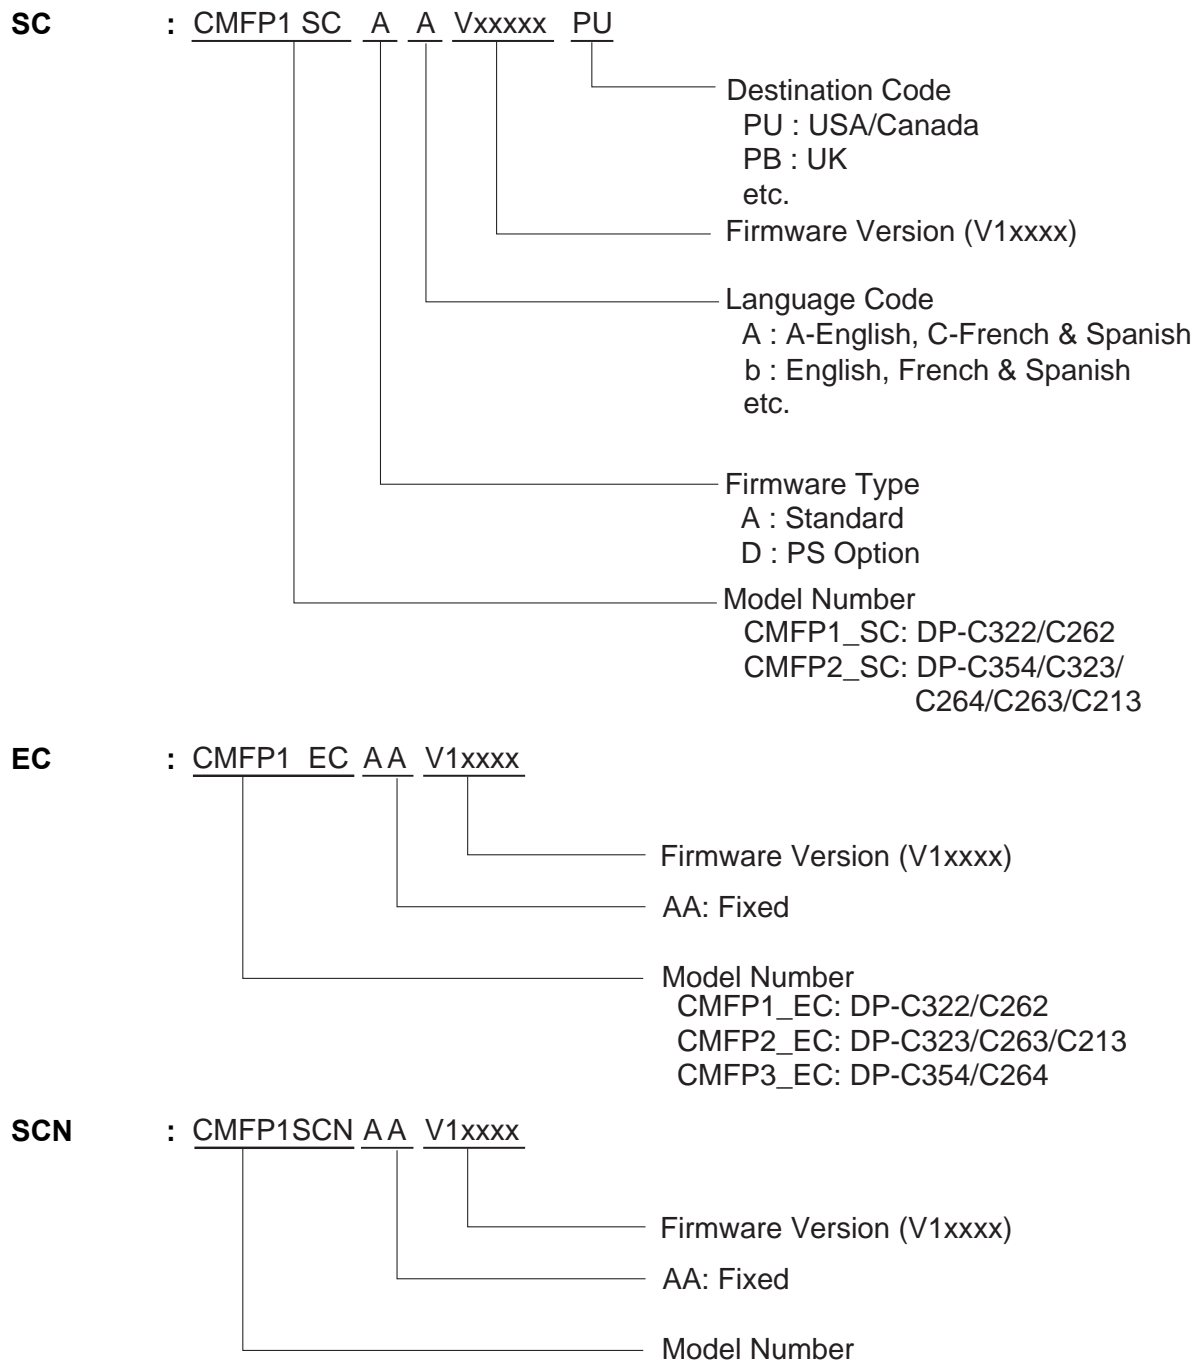 SC : CMFP1 SC A A Vxxxxx PU
Destination Code
PU : USA/Canada
PB : UK
etc.
Firmware Version (V1xxxx)
Language Code
A : A-English, C-French & Spanish
b : English, French & Spanish
etc.
Firmware Type
A : Standard
D : PS Option
Model Number
CMFP1_SC: DP-C322/C262
CMFP2_SC: DP-C354/C323/
C264/C263/C213
EC : CMFP1 EC AA V1xxxx
Firmware Version (V1xxxx)
AA: Fixed
Model Number
CMFP1_EC: DP-C322/C262
CMFP2_EC: DP-C323/C263/C213
CMFP3_EC: DP-C354/C264
SCN : CMFP1SCN AA V1xxxx
Firmware Version (V1xxxx)
AA: Fixed
Model Number